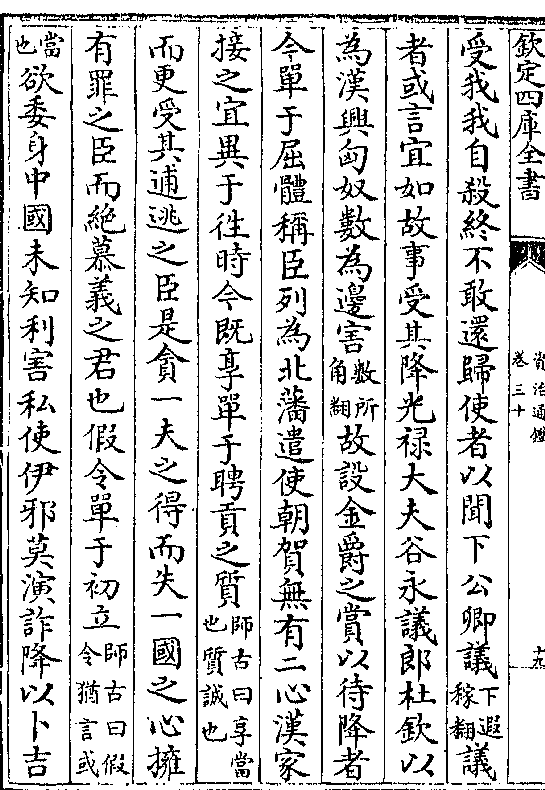 欽定四庫全書
資治通鑑
卷三十
十九
受我我自殺終不敢還歸使者以聞下公卿議下遐稼翻議
者或言宜如故事受其降光禄大夫谷永議郎杜欽以
為漢興匈奴數為邊害數所角翻故設金爵之賞以待降者
今單于屈體稱臣列為北藩遣使朝賀無有二心漢家
接之宜異于徃時今既享單于聘貢之質師古曰享當也質誠也
而更受其逋逃之臣是貪一夫之得而失一國之心擁
有罪之臣而絶慕義之君也假令單于初立師古曰假令猶言或
當也欲委身中國未知利害私使伊邪莫演詐降以卜吉